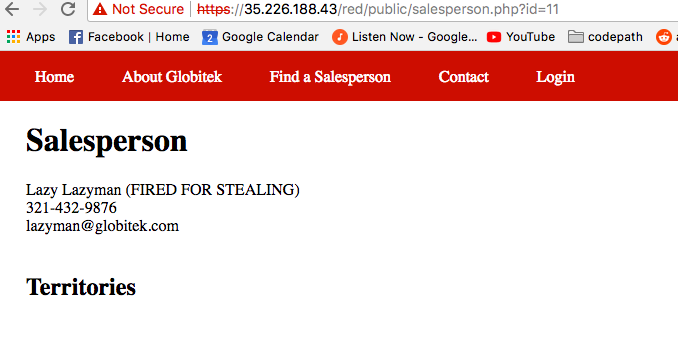 Not Secure | https://35.226.188.43/red/public/salesperson.php?id=11
Apps Facebook | Home 2 Google Calendar Listen Now - Google... YouTube codepath a
Home About Globitek Find a Salesperson Contact Login
Salesperson
Lazy Lazyman (FIRED FOR STEALING)
321-432-9876
lazyman@globitek.com
Territories